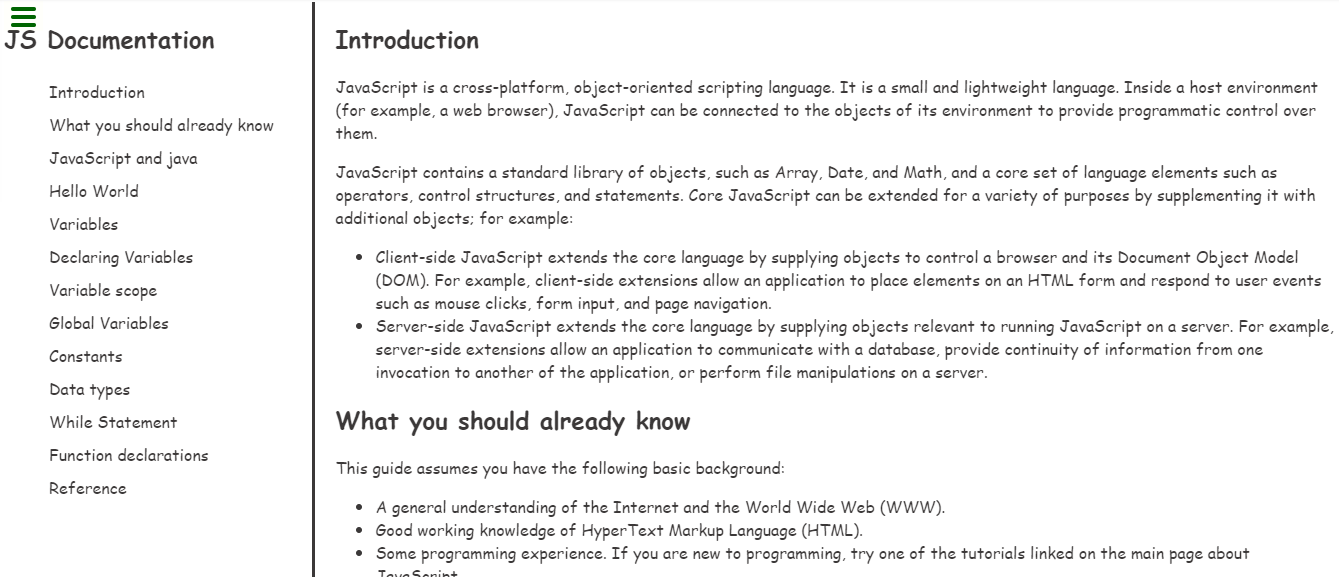 JS Documentation
Introduction
What you should already know
JavaScript and java
Hello World
Variables
Declaring Variables
Variable scope
Global Variables
Constants
Data types
While Statement
Function declarations
Reference
Introduction
JavaScript is a cross-platform, object-oriented scripting language. It is a small and lightweight language. Inside a host environment
(for example, a web browser), JavaScript can be connected to the objects of its environment to provide programmatic control over
them.
JavaScript contains a standard library of objects, such as Array, Date, and Math, and a core set of language elements such as
operators, control structures, and statements. Core JavaScript can be extended for a variety of purposes by supplementing it with
additional objects; for example:
• Client-side JavaScript extends the core language by supplying objects to control a browser and its Document Object Model
(DOM). For example, client-side extensions allow an application to place elements on an HTML form and respond to user events
such as mouse clicks, form input, and page navigation.
• Server-side JavaScript extends the core language by supplying objects relevant to running JavaScript on a server. For example,
server-side extensions allow an application to communicate with a database, provide continuity of information from one
invocation to another of the application, or perform file manipulations on a server.
What you should already know
This guide assumes you have the following basic background:
• A general understanding of the Internet and the World Wide Web (WWW).
• Good working knowledge of HyperText Markup Language (HTML).
• Some programming experience. If you are new to programming, try one of the tutorials linked on the main page about
JavaScript.